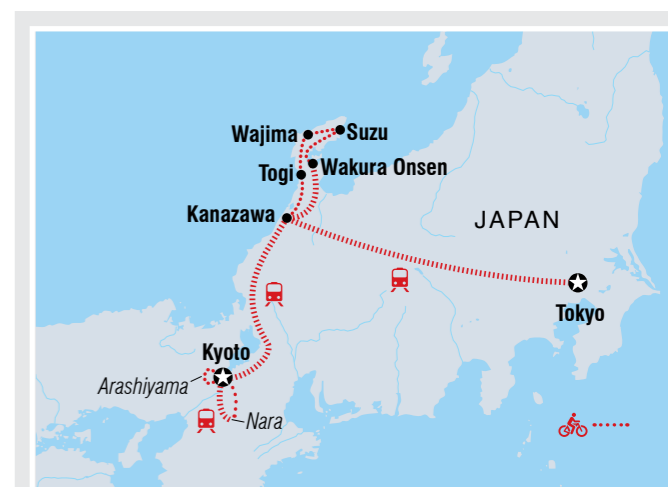 Wajima
Suzu
Togi
Wakura Onsen
Kanazawa
JAPAN
Tokyo
Kyoto
Arashiyama
Nara